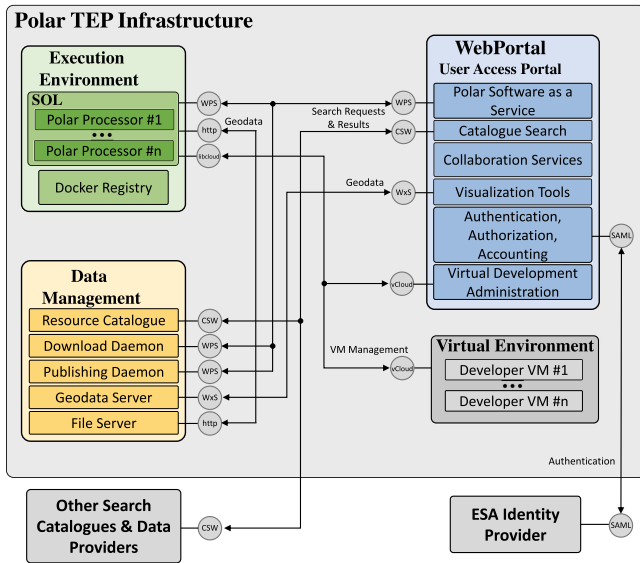 Polar TEP Infrastructure
Execution
Environment
SOL
Polar Processor #1
•••
Polar Processor #n
Docker Registry
WPS
http
libcloud
Geodata
Search Requests
& Results
Geodata
WPS
CSW
WxS
vCloud
WebPortal
User Access Portal
Polar Software as a
Service
Catalogue Search
Collaboration Services
Visualization Tools
Authentication,
Authorization,
Accounting
Virtual Development
Administration
SAML
Data
Management
Resource Catalogue
Download Daemon
Publishing Daemon
Geodata Server
File Server
CSW
WPS
WPS
WxS
http
VM Management
vCloud
Virtual Environment
Developer VM #1
•••
Developer VM #n
Authentication
Other Search
Catalogues & Data
Providers
CSW
ESA Identity
Provider
SAML